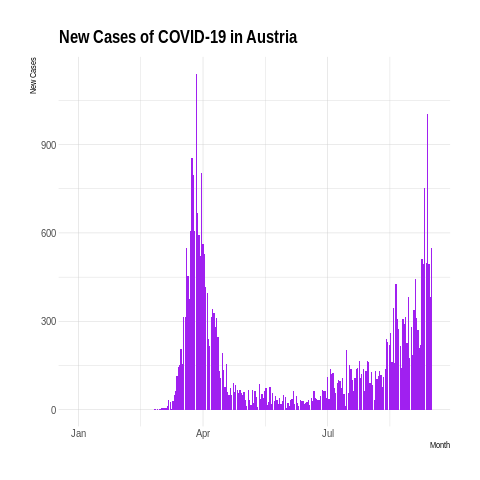 New Cases of COVID-19 in Austria
New Cases
900
600
300
0
Jan Apr Jul
Month